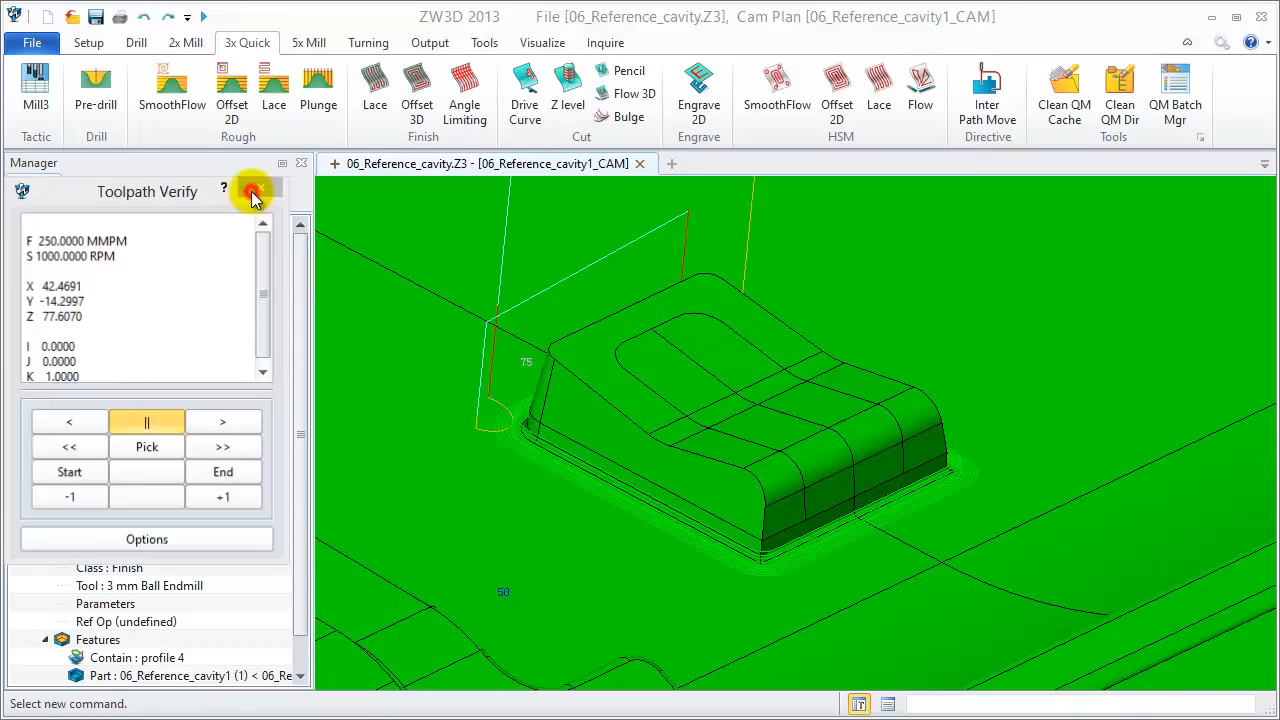 ZW3D 2013 File [06_Reference_cavity.Z3], Cam Plan [06_Reference_cavity1_CAM]
File Setup Drill 2x Mill 3x Quick 5x Mill Turning Output Tools Visualize Inquire
Mill3
Tactic
Pre-drill
Drill
SmoothFlow
Offset 2D
Lace
Plunge
Rough
Lace
Offset 3D
Angle Limiting
Finish
Drive Curve
Z level
Pencil
Flow 3D
Bulge
Cut
Engrave 2D
Engrave
SmoothFlow
Offset 2D
Lace
Flow
HSM
Inter Path Move
Directive
Clean QM Cache
Clean QM Dir
QM Batch Mgr
Tools
Manager
06_Reference_cavity.Z3 - [06_Reference_cavity1_CAM]
Toolpath Verify ?
F 250.0000 MMPM
S 1000.0000 RPM
X 42.4691
Y -14.2997
Z 77.6070
I 0.0000
J 0.0000
K 1.0000
< || >
<< Pick >>
Start End
-1 +1
Options
Class : Finish
Tool : 3 mm Ball Endmill
Parameters
Ref Op (undefined)
Features
Contain : profile 4
Part : 06_Reference_cavity1 (1) < 06_Re
75
50
Select new command.